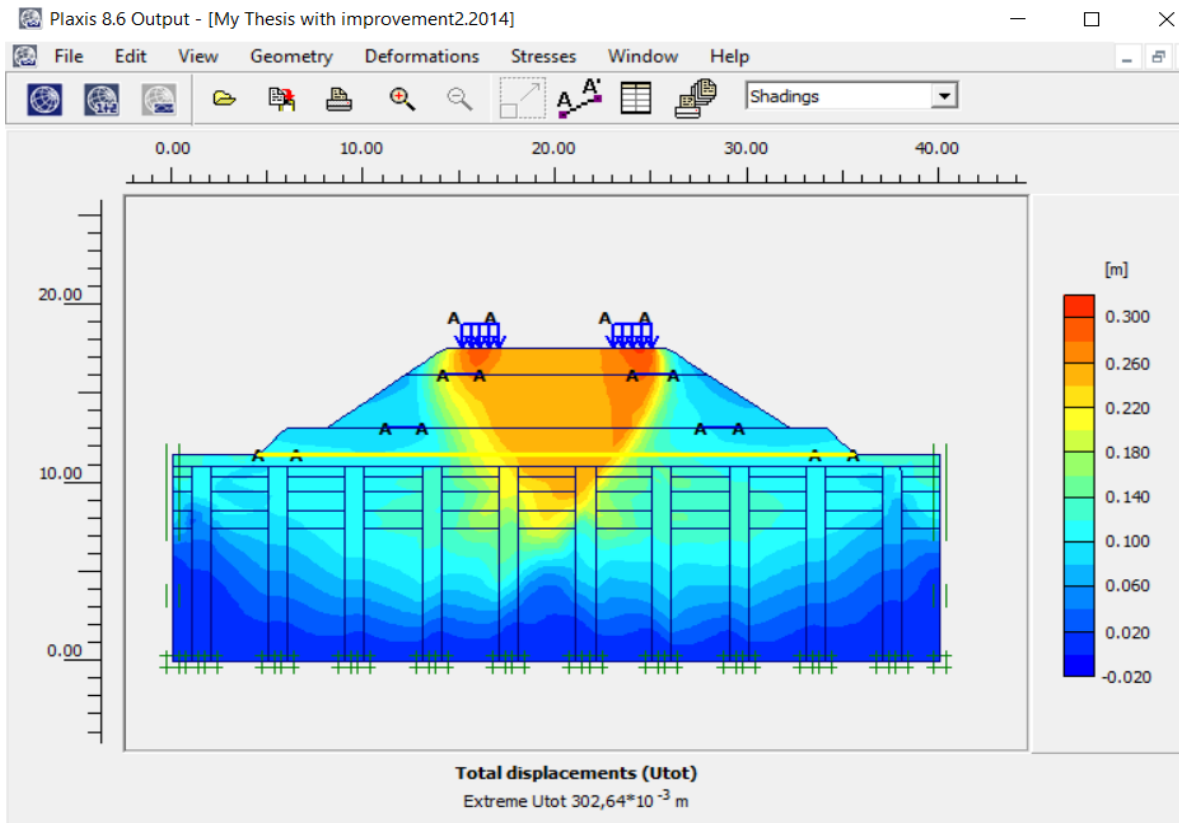 Plaxis 8.6 Output - [My Thesis with improvement2.2014]
File Edit View Geometry Deformations Stresses Window Help
A A' Shadings
0.00 10.00 20.00 30.00 40.00
[m]
20.00
A A A A
0.300
0.260
A A A A
0.220
A A A A
0.180
A A A A
10.00
0.140
0.100
0.060
0.020
0.00
-0.020
Total displacements (Utot)
Extreme Utot 302,64*10 -3 m